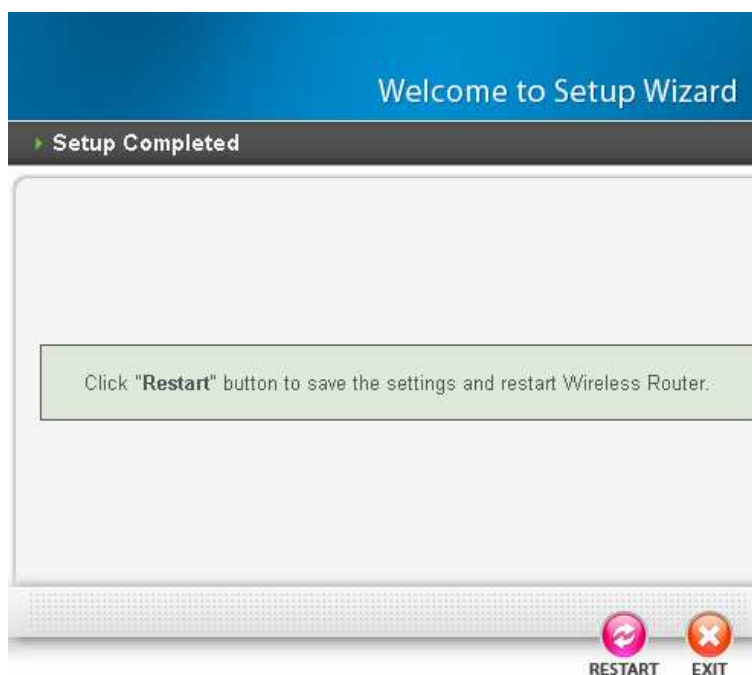 Welcome to Setup Wizard
Setup Completed
Click "Restart" button to save the settings and restart Wireless Router.
RESTART
EXIT